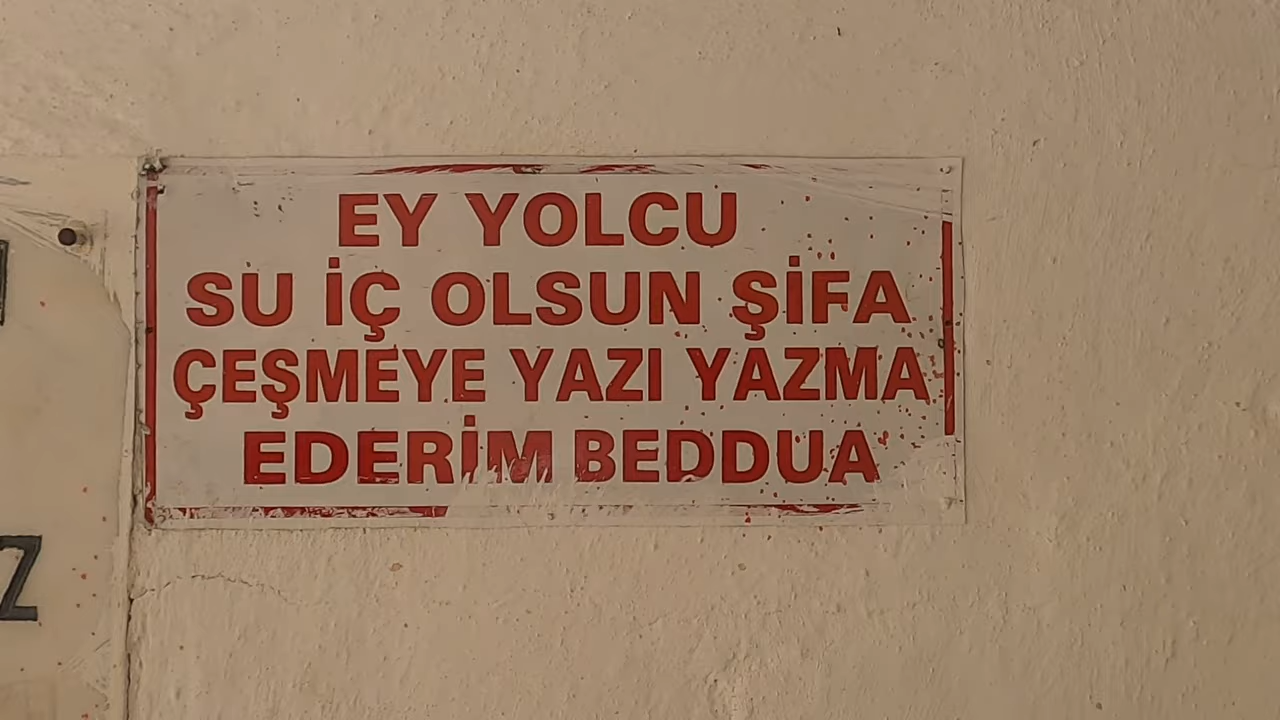 EY YOLCU
SU İÇ OLSUN ŞİFA
ÇEŞMEYE YAZI YAZMA
EDERİM BEDDUA
Z